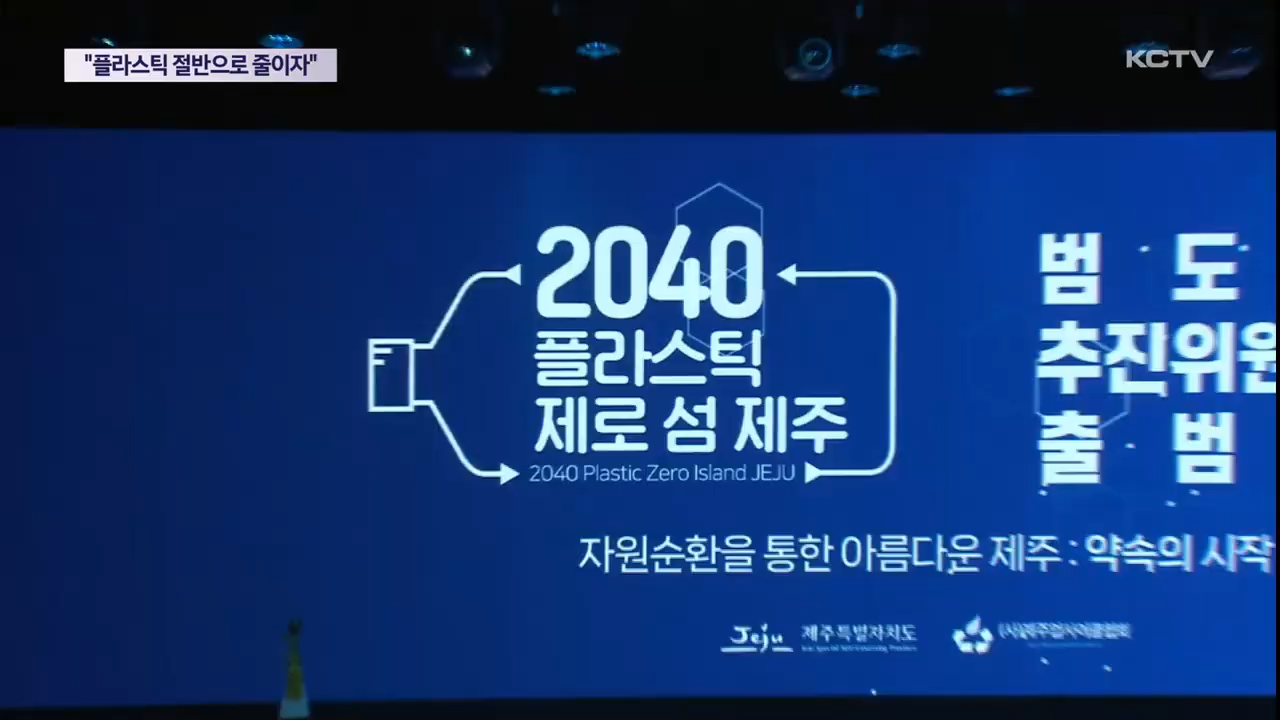 "플라스틱 절반으로 줄이자"
KCTV
2040
플라스틱
제로 섬 제주
2040 Plastic Zero Island JEJU
범 도
추진위원
출 범
자원순환을 통한 아름다운 제주 : 약속의 시작
Jeju 제주특별자치도